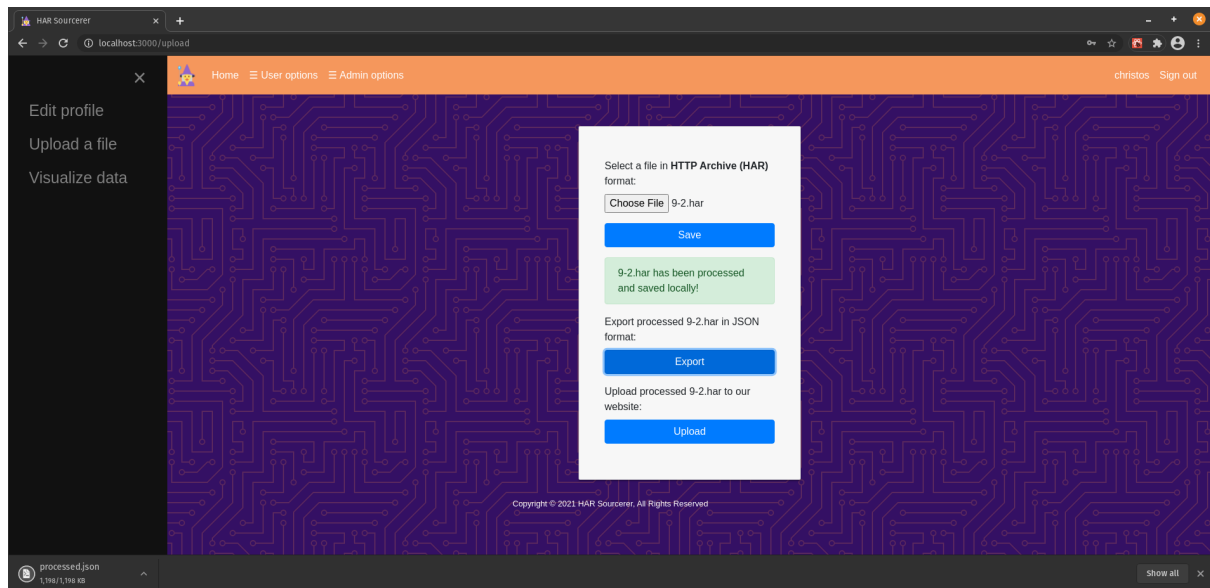 HAR Sourcerer
localhost:3000/upload
Home ☰ User options ☰ Admin options christos Sign out
Edit profile
Upload a file
Visualize data
Select a file in HTTP Archive (HAR)
format:
Choose File 9-2.har
Save
9-2.har has been processed
and saved locally!
Export processed 9-2.har in JSON
format:
Export
Upload processed 9-2.har to our
website:
Upload
Copyright © 2021 HAR Sourcerer, All Rights Reserved
processed.json
1,198/1,198 KB
Show all